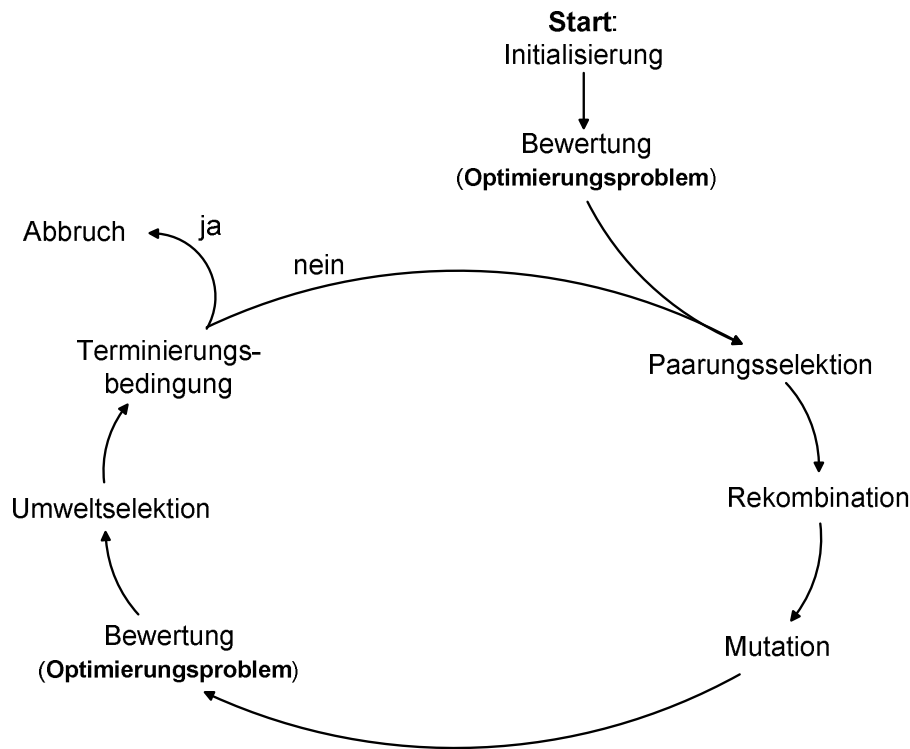 Start:
Initialisierung
Bewertung
(Optimierungsproblem)
Abbruch
ja
nein
Terminierungs-
bedingung
Paarungsselektion
Umweltselektion
Rekombination
Bewertung
(Optimierungsproblem)
Mutation